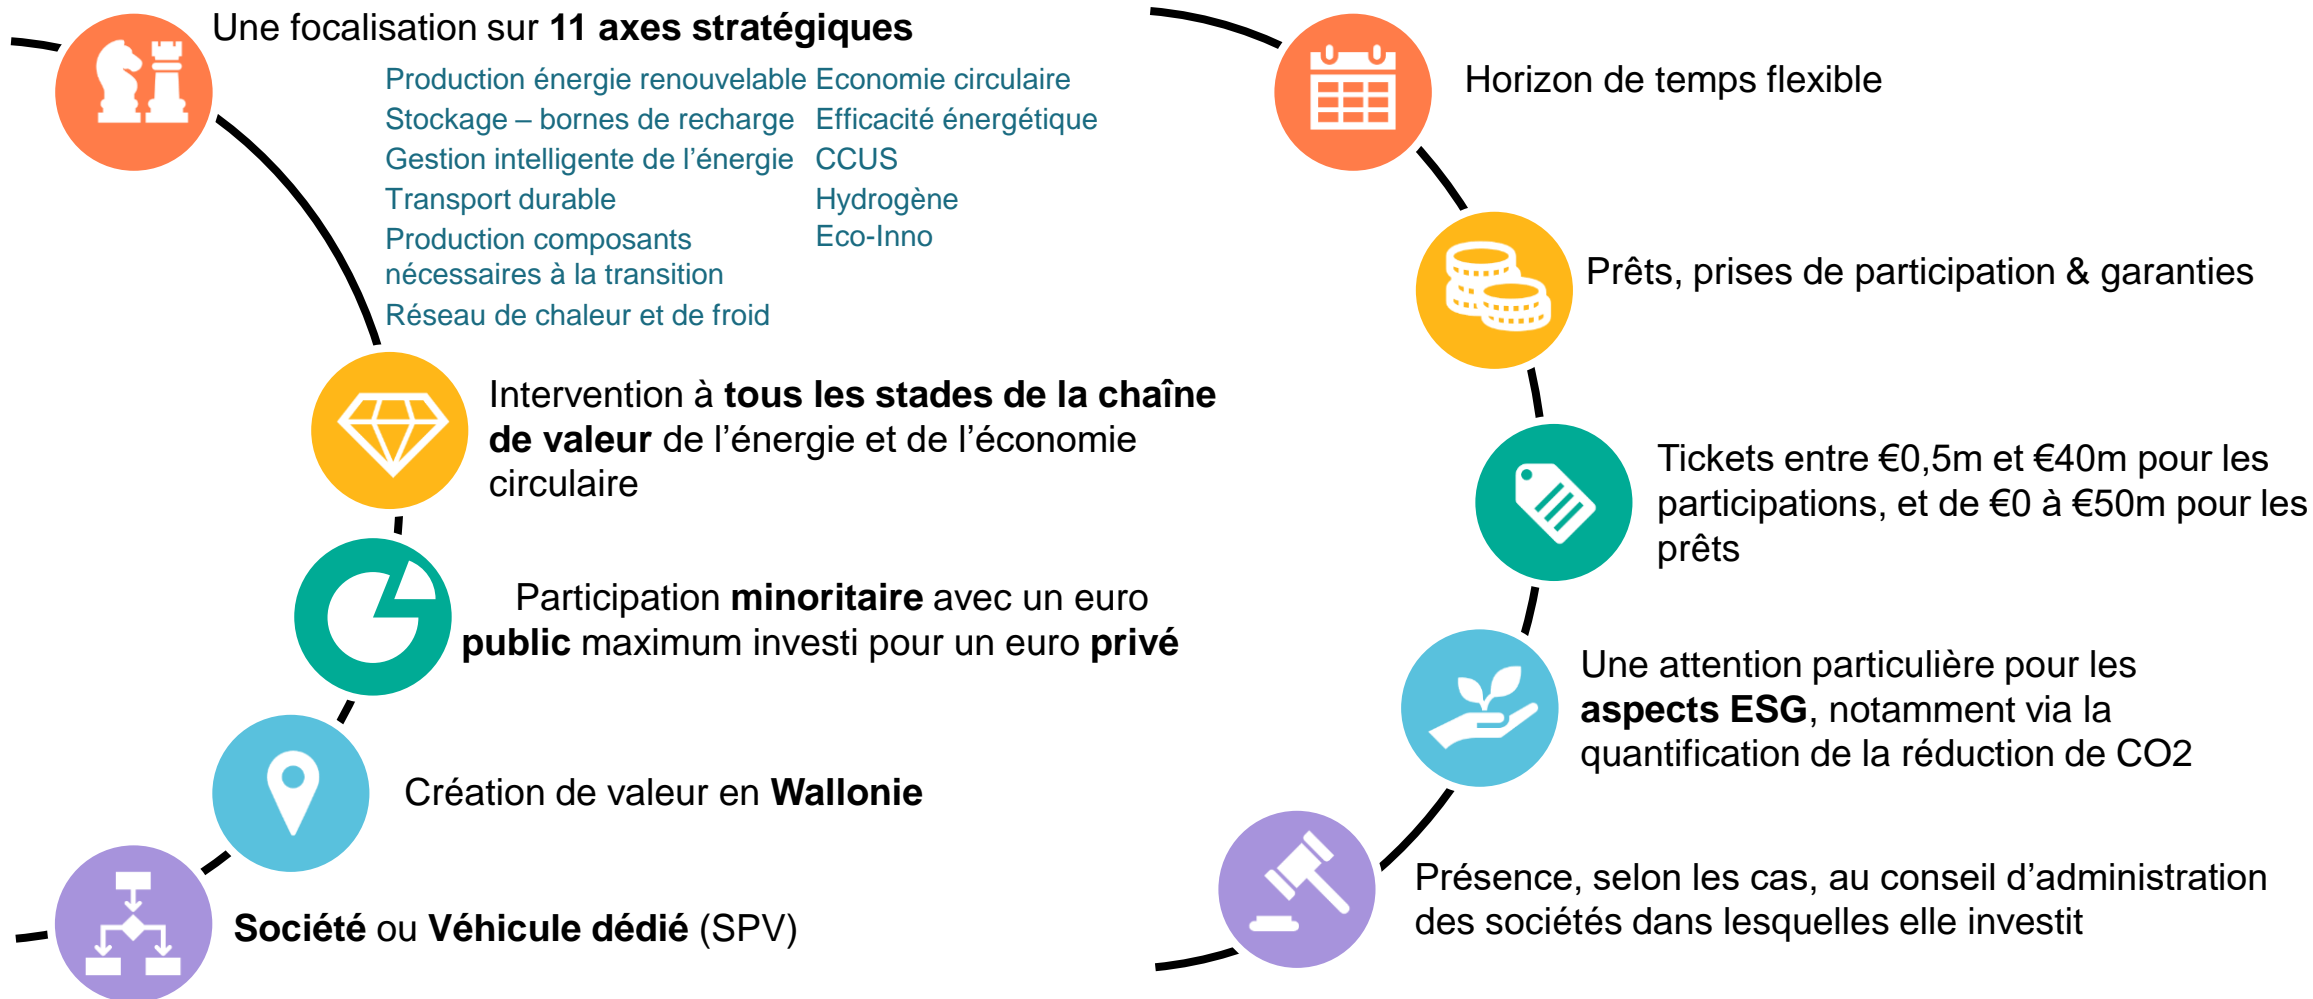 Une focalisation sur 11 axes stratégiques
Production énergie renouvelable
Stockage – bornes de recharge
Gestion intelligente de l’énergie
Transport durable
Production composants
nécessaires à la transition
Réseau de chaleur et de froid
Economie circulaire
Efficacité énergétique
CCUS
Hydrogène
Eco-Inno
Intervention à tous les stades de la chaîne
de valeur de l’énergie et de l’économie
circulaire
Participation minoritaire avec un euro
public maximum investi pour un euro privé
Création de valeur en Wallonie
Société ou Véhicule dédié (SPV)
Horizon de temps flexible
Prêts, prises de participation & garanties
Tickets entre €0,5m et €40m pour les
participations, et de €0 à €50m pour les
prêts
Une attention particulière pour les
aspects ESG, notamment via la
quantification de la réduction de CO2
Présence, selon les cas, au conseil d’administration
des sociétés dans lesquelles elle investit